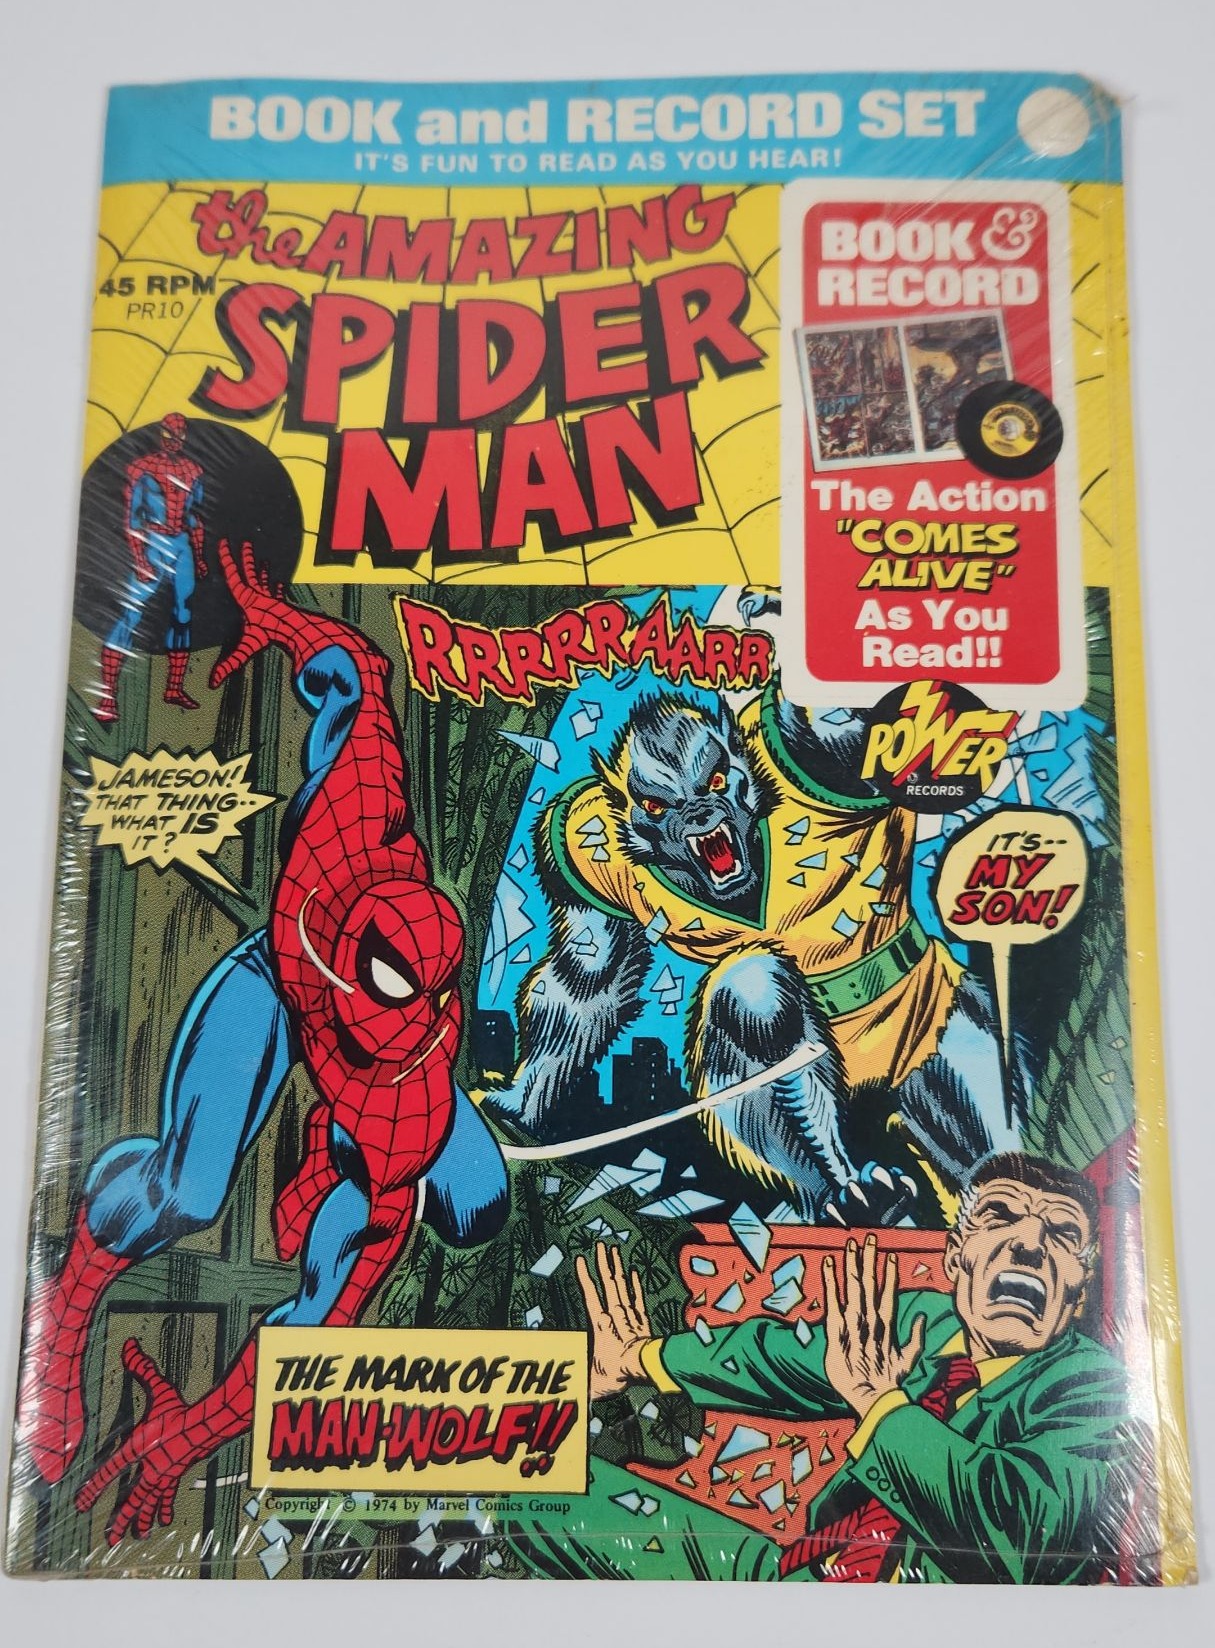 BOOK and RECORD SET
IT'S FUN TO READ AS YOU HEAR!
the AMAZING
SPIDER
MAN
45 RPM
PR10
BOOK &
RECORD
The Action
"COMES
ALIVE"
As You
Read!!
RRRRRRAARR
POWER
RECORDS
JAMESON!
THAT THING--
WHAT IS
IT?
IT'S--
MY
SON!
THE MARK OF THE
MAN-WOLF!!
Copyright © 1974 by Marvel Comics Group